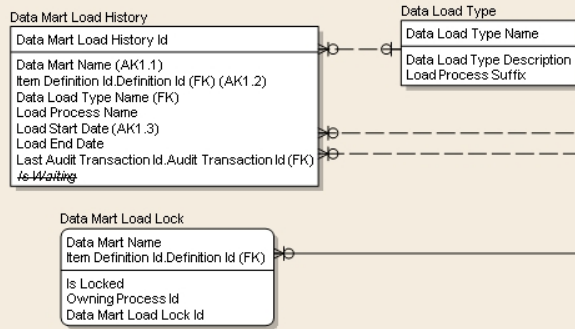 Data Mart Load History
Data Mart Load History Id
Data Mart Name (AK1.1)
Item Definition Id.Definition Id (FK) (AK1.2)
Data Load Type Name (FK)
Load Process Name
Load Start Date (AK1.3)
Load End Date
Last Audit Transaction Id.Audit Transaction Id (FK)
Is Waiting
Data Load Type
Data Load Type Name
Data Load Type Description
Load Process Suffix
Data Mart Load Lock
Data Mart Name
Item Definition Id.Definition Id (FK)
Is Locked
Owning Process Id
Data Mart Load Lock Id